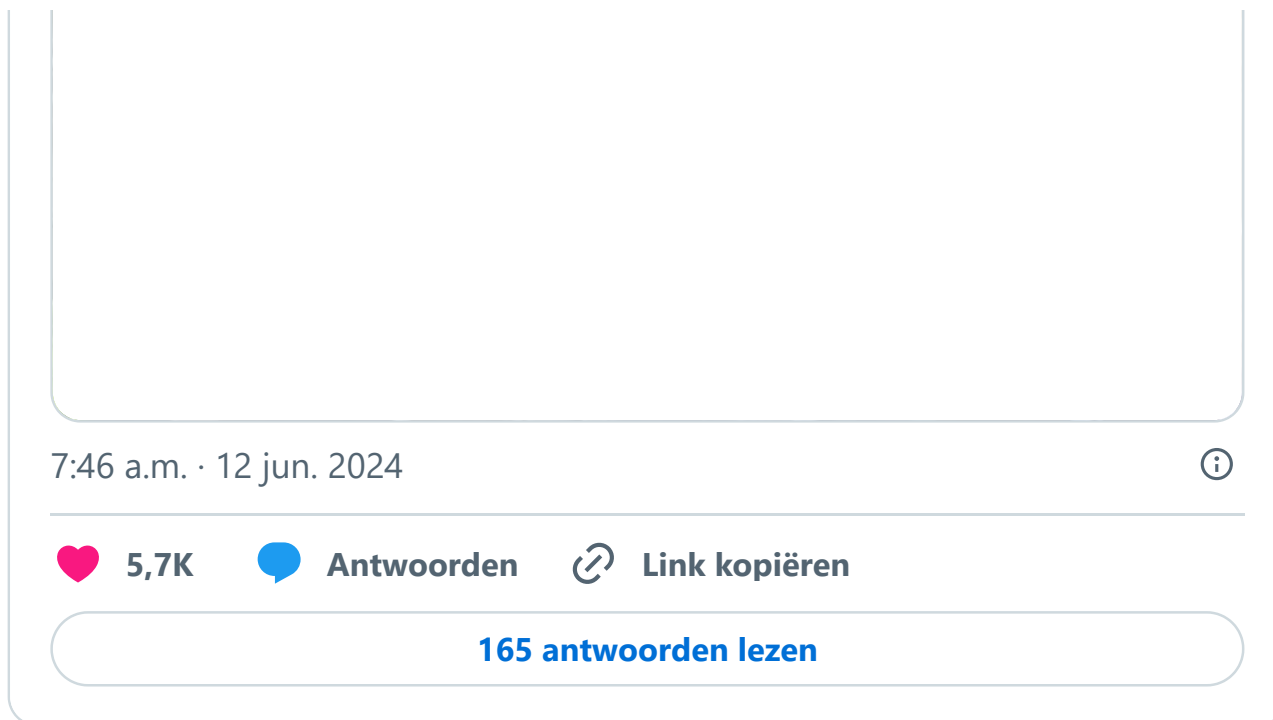 7:46 a.m. · 12 jun. 2024
5,7K Antwoorden Link kopiëren
165 antwoorden lezen